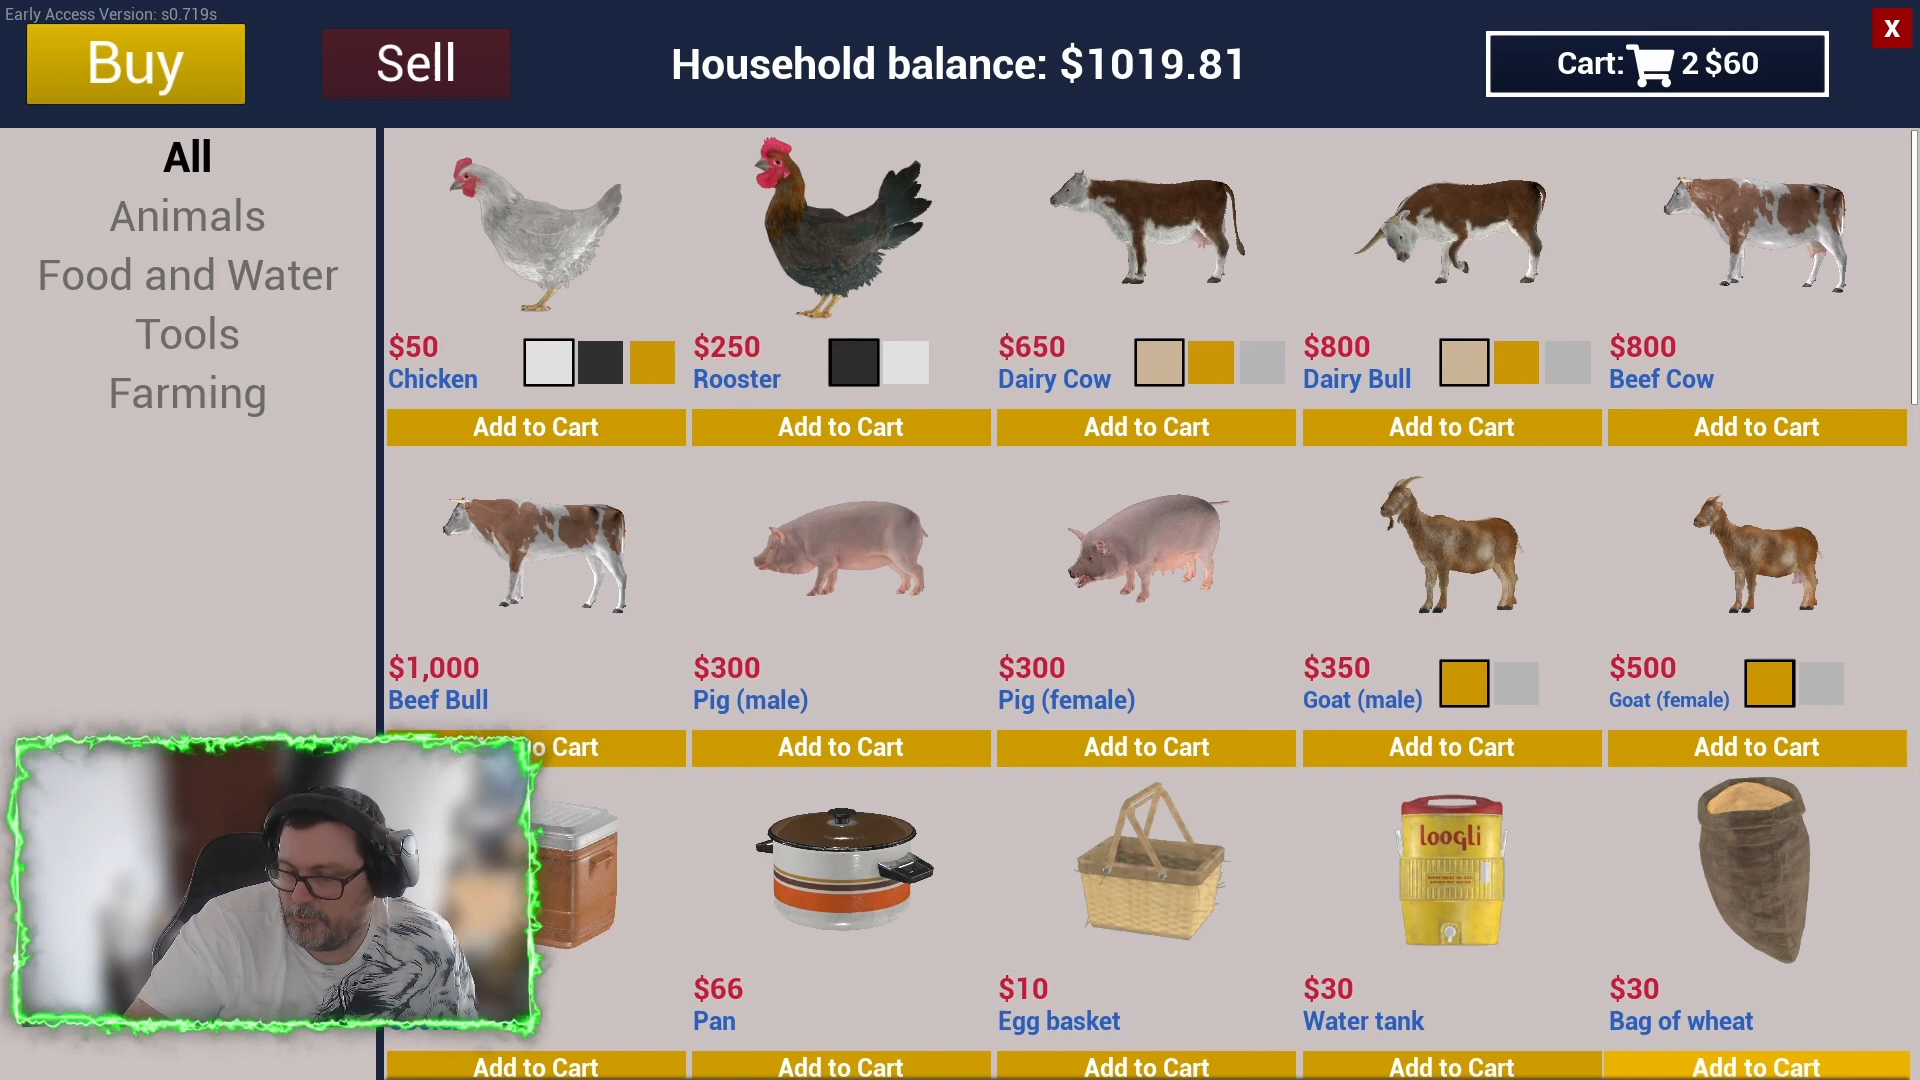 Early Access Version: s0.719s
Buy
Sell
Household balance: $1019.81
Cart: 2 $60
X
All
Animals
Food and Water
Tools
Farming
$50
Chicken
$250
Rooster
$650
Dairy Cow
$800
Dairy Bull
$800
Beef Cow
Add to Cart
Add to Cart
Add to Cart
Add to Cart
Add to Cart
$1,000
Beef Bull
$300
Pig (male)
$300
Pig (female)
$350
Goat (male)
$500
Goat (female)
o Cart
Add to Cart
Add to Cart
Add to Cart
Add to Cart
looqli
$66
Pan
$10
Egg basket
$30
Water tank
$30
Bag of wheat
Add to Cart
Add to Cart
Add to Cart
Add to Cart
Add to Cart